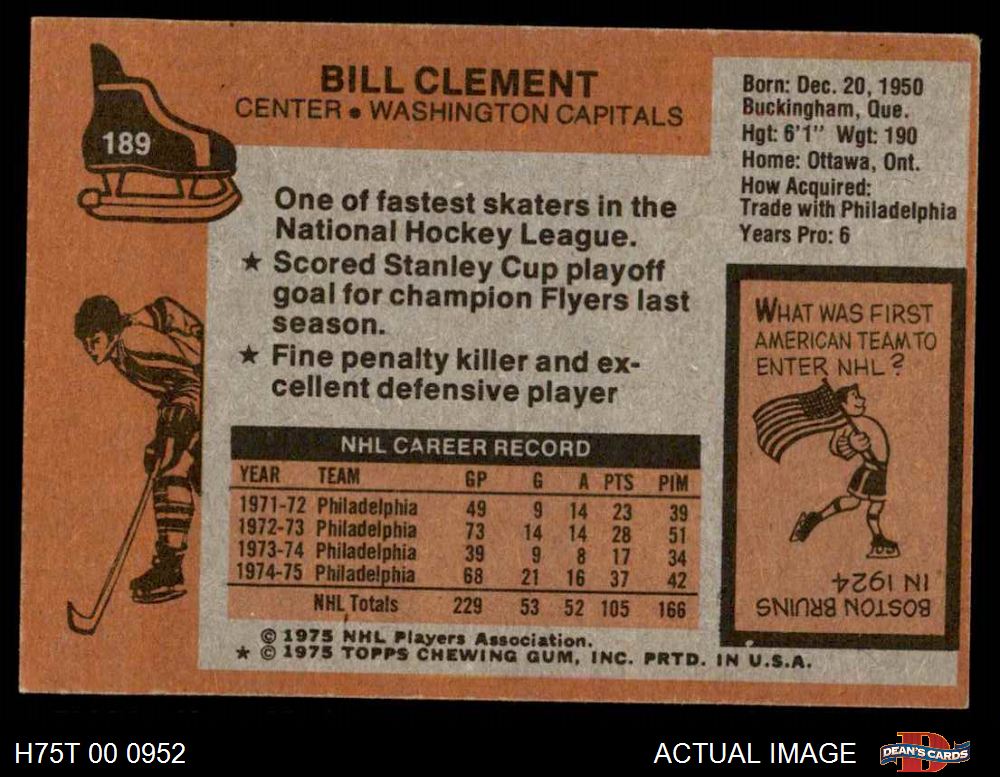 BILL CLEMENT
CENTER • WASHINGTON CAPITALS
189
Born: Dec. 20, 1950
Buckingham, Que.
Hgt: 6'1" Wgt: 190
Home: Ottawa, Ont.
How Acquired:
Trade with Philadelphia
Years Pro: 6
One of fastest skaters in the
National Hockey League.
★ Scored Stanley Cup playoff
goal for champion Flyers last
season.
★ Fine penalty killer and ex-
cellent defensive player
WHAT WAS FIRST
AMERICAN TEAM TO
ENTER NHL?
BOSTON BRUINS
IN 1924
NHL CAREER RECORD
YEAR TEAM GP G A PTS PIM
1971-72 Philadelphia 49 9 14 23 39
1972-73 Philadelphia 73 14 14 28 51
1973-74 Philadelphia 39 9 8 17 34
1974-75 Philadelphia 68 21 16 37 42
NHL Totals 229 53 52 105 166
© 1975 NHL Players Association.
★ © 1975 TOPPS CHEWING GUM, INC. PRTD. IN U.S.A.
H75T 00 0952
ACTUAL IMAGE
D
DEAN'S CARDS